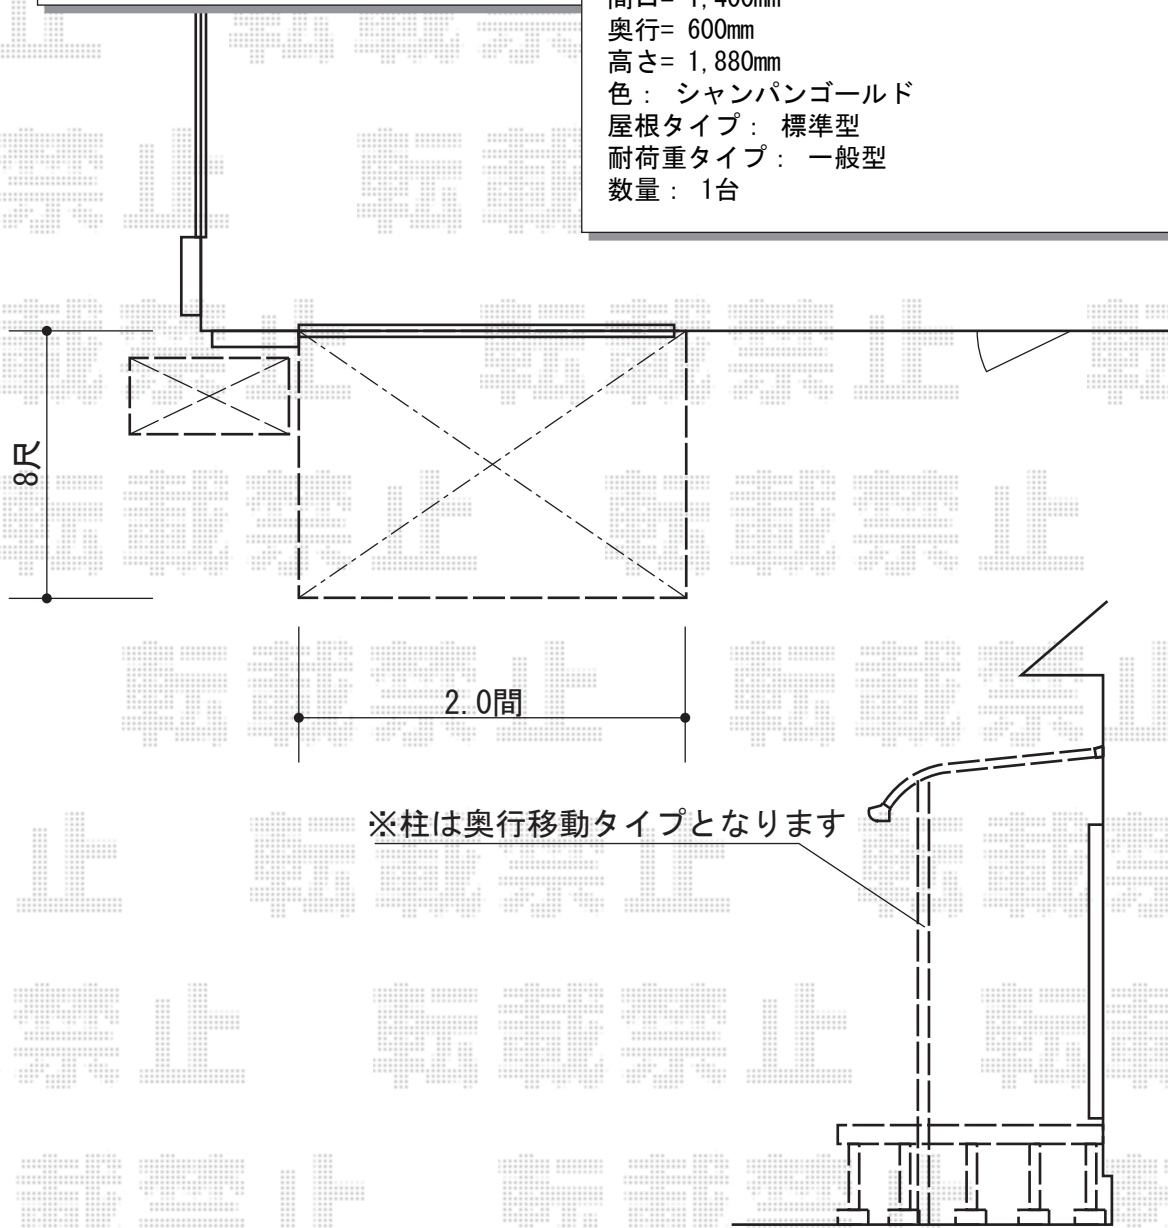 間口= 1,400mm
奥行= 600mm
高さ= 1,880mm
色： シャンパンゴールド
屋根タイプ： 標準型
耐荷重タイプ： 一般型
数量： 1台
8尺
2.0間
※柱は奥行移動タイプとなります
転載禁止